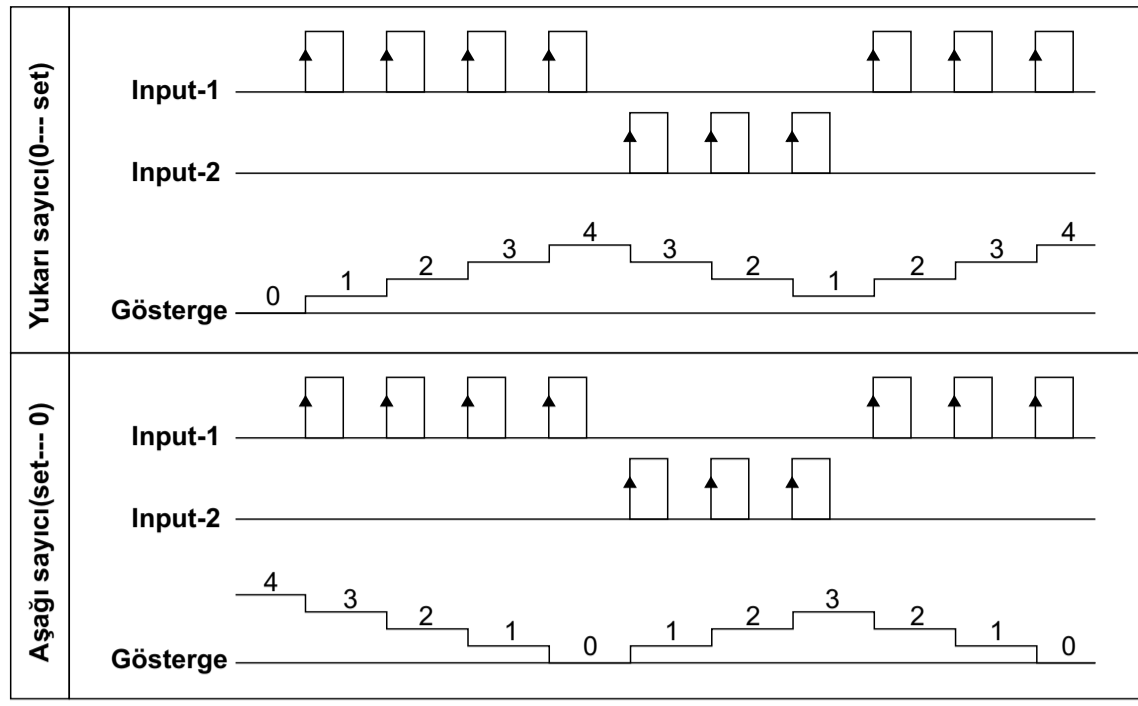 Yukarı sayıcı(0--- set)
Input-1
Input-2
0 1 2 3 4 3 2 1 2 3 4
Gösterge
Aşağı sayıcı(set--- 0)
Input-1
Input-2
4 3 2 1 0 1 2 3 2 1 0
Gösterge